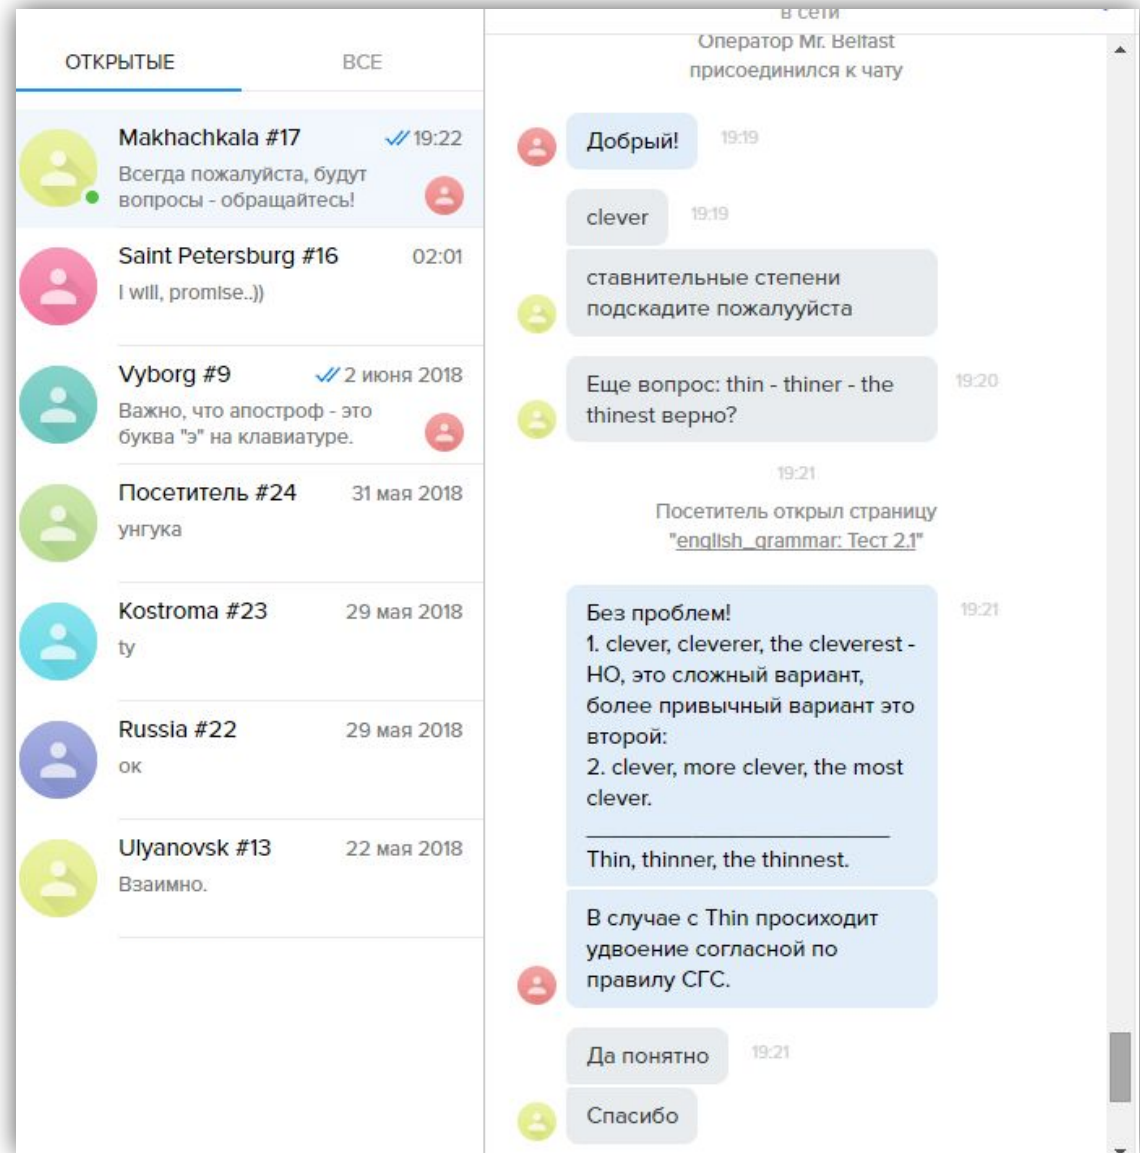 ОТКРЫТЫЕ
ВСЕ
Makhachkala #17
19:22
Всегда пожалуйста, будут
вопросы - обращайтесь!
Saint Petersburg #16
02:01
I will, promise..))
Vyborg #9
2 июня 2018
Важно, что апостроф - это
буква "э" на клавиатуре.
Посетитель #24
31 мая 2018
унгука
Kostroma #23
29 мая 2018
ty
Russia #22
29 мая 2018
ок
Ulyanovsk #13
22 мая 2018
Взаимно.
в сети
Оператор Mr. Belfast
присоединился к чату
Добрый!
19:19
clever
19:19
ставнительные степени
подскадите пожалууйста
Еще вопрос: thin - thiner - the
thinest верно?
19:20
19:21
Посетитель открыл страницу
"english_grammar: Тест 2.1"
Без проблем!
19:21
1. clever, cleverer, the cleverest -
НО, это сложный вариант,
более привычный вариант это
второй:
2. clever, more clever, the most
clever.
Thin, thinner, the thinnest.
В случае с Thin просиходит
удвоение согласной по
правилу СГС.
Да понятно
19:21
Спасибо